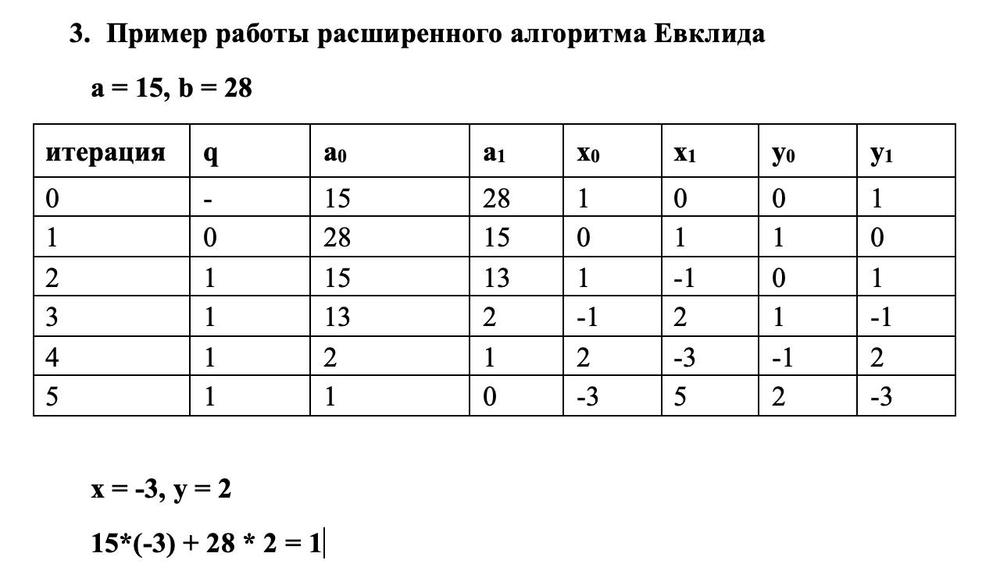 3. Пример работы расширенного алгоритма Евклида
a = 15, b = 28
итерация q a₀ a₁ x₀ x₁ y₀ y₁
0 - 15 28 1 0 0 1
1 0 28 15 0 1 1 0
2 1 15 13 1 -1 0 1
3 1 13 2 -1 2 1 -1
4 1 2 1 2 -3 -1 2
5 1 1 0 -3 5 2 -3
x = -3, y = 2
15*(-3) + 28 * 2 = 1